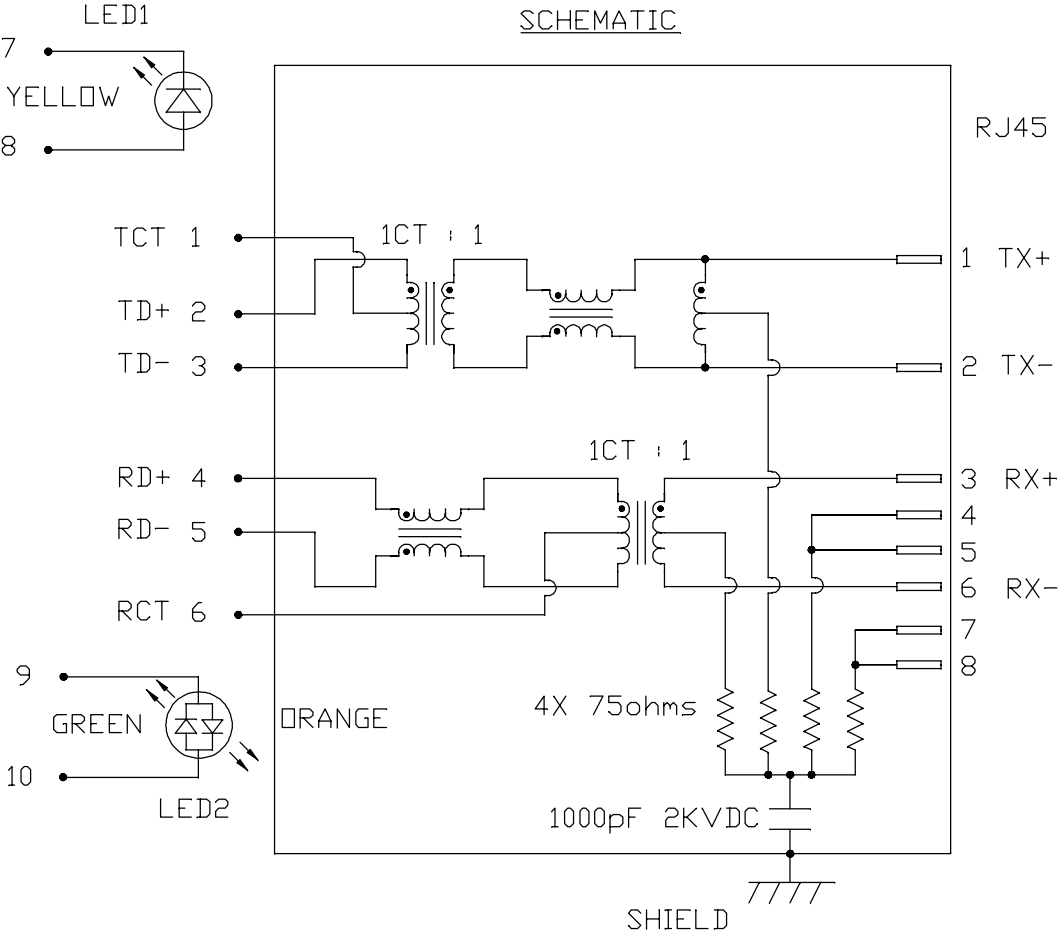 LED1
SCHEMATIC
7
YELLOW
8
RJ45
TCT 1
1CT : 1
1 TX+
TD+ 2
TD- 3
2 TX-
1CT : 1
RD+ 4
3 RX+
4
RD- 5
5
6 RX-
RCT 6
7
8
9
GREEN
ORANGE
4X 75ohms
10
LED2
1000pF 2KVDC
SHIELD